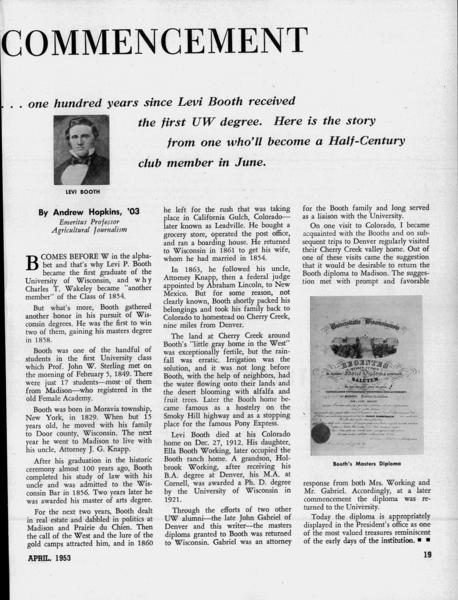 COMMENCEMENT
. . . one hundred years since Levi Booth received
the first UW degree. Here is the story
from one who'll become a Half-Century
club member in June.
LEVI BOOTH
By Andrew Hopkins, '03
Emeritus Professor
Agricultural Journalism
B COMES BEFORE W in the alpha-
bet and that's why Levi P. Booth
became the first graduate of the
University of Wisconsin, and why
Charles T. Wakeley became "another
member" of the Class of 1854.
But what's more, Booth gathered
another honor in his pursuit of Wis-
consin degrees. He was the first to win
two of them, gaining his masters degree
in 1858.
Booth was one of the handful of
students in the first University class
which Prof. John W. Sterling met on
the morning of February 5, 1849. There
were just 17 students—most of them
from Madison—who registered in the
old Female Academy.
Booth was born in Moravia township,
New York, in 1829. When but 15
years old, he moved with his family
to Door county, Wisconsin. The next
year he went to Madison to live with
his uncle, Attorney J. G. Knapp.
After his graduation in the historic
ceremony almost 100 years ago, Booth
completed his study of law with his
uncle and was admitted to the Wis-
consin Bar in 1856. Two years later he
was awarded his master of arts degree.
For the next two years, Booth dealt
in real estate and dabbled in politics at
Madison and Prairie du Chien. Then
the call of the West and the lure of the
gold camps attracted him, and in 1860
he left for the rush that was taking
place in California Gulch, Colorado—
later known as Leadville. He bought a
grocery store, operated the post office,
and ran a boarding house. He returned
to Wisconsin in 1861 to get his wife,
whom he had married in 1854.
In 1863, he followed his uncle,
Attorney Knapp, then a federal judge
appointed by Abraham Lincoln, to New
Mexico. But for some reason, not
clearly known, Booth shortly packed his
belongings and took his family back to
Colorado to homestead on Cherry Creek,
nine miles from Denver.
The land at Cherry Creek around
Booth's "little gray home in the West"
was exceptionally fertile, but the rain-
fall was erratic. Irrigation was the
solution, and it was not long before
Booth, with the help of neighbors, had
the water flowing onto their lands and
the desert blooming with alfalfa and
fruit trees. Later the Booth home be-
came famous as a hostelry on the
Smoky Hill highway and as a stopping
place for the famous Pony Express.
Levi Booth died at his Colorado
home on Dec. 27, 1912. His daughter,
Ella Booth Working, later occupied the
Booth ranch home. A grandson, Hol-
brook Working, after receiving his
B.A. degree at Denver, his M.A. at
Cornell, was awarded a Ph. D. degree
by the University of Wisconsin in
1921.
Through the efforts of two other
UW alumni—the late John Gabriel of
Denver and this writer—the masters
diploma granted to Booth was returned
to Wisconsin. Gabriel was an attorney
for the Booth family and long served
as a liaison with the University.
On one visit to Colorado, I became
acquainted with the Booths and on sub-
sequent trips to Denver regularly visited
their Cherry Creek valley home. Out of
one of these visits came the suggestion
that it would be desirable to return the
Booth diploma to Madison. The sugges-
tion met with prompt and favorable
REGENTES
SALUTEM
Booth's Masters Diploma
response from both Mrs. Working and
Mr. Gabriel. Accordingly, at a later
commencement the diploma was re-
turned to the University.
Today the diploma is appropriately
displayed in the President's office as one
of the most valued treasures reminiscent
of the early days of the institution. ■ ■
APRIL, 1953
19